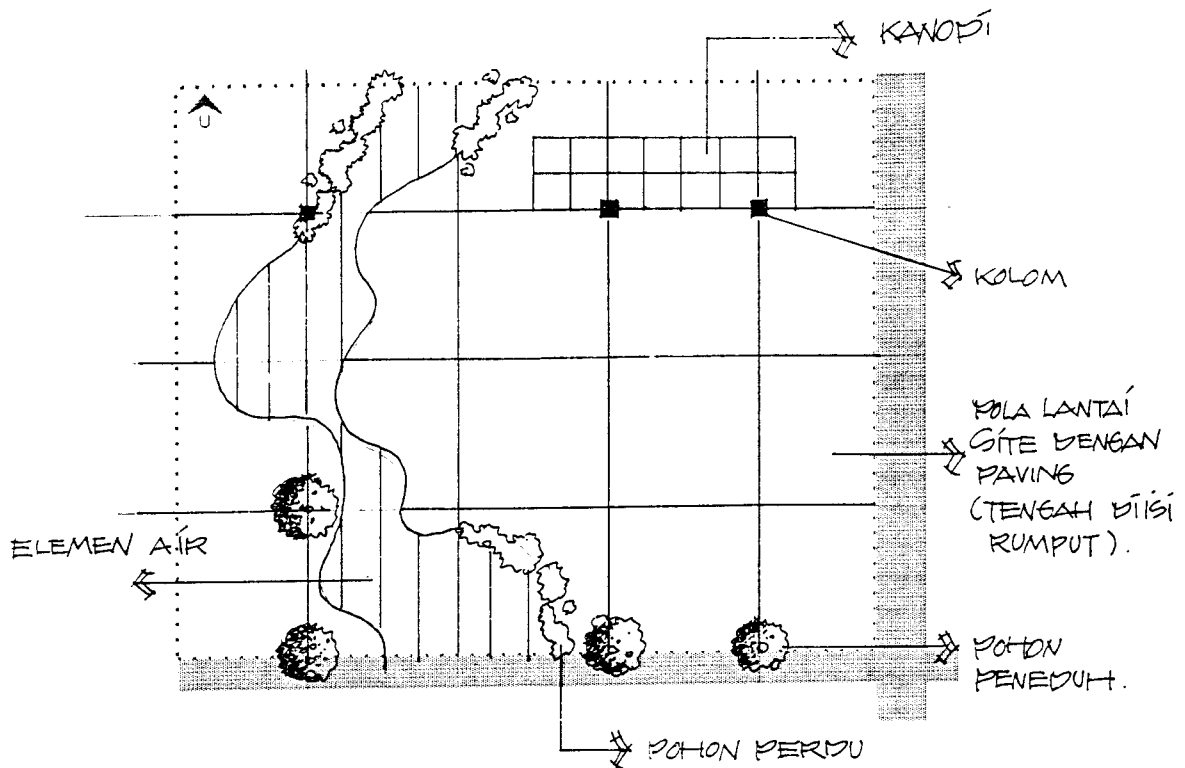 KANOPI
U
KOLOM
POLA LANTAI
SITE DENGAN
PAVING
(TENGAH DIISI
RUMPUT).
ELEMEN AIR
POHON
PENEDUH.
POHON PERDU